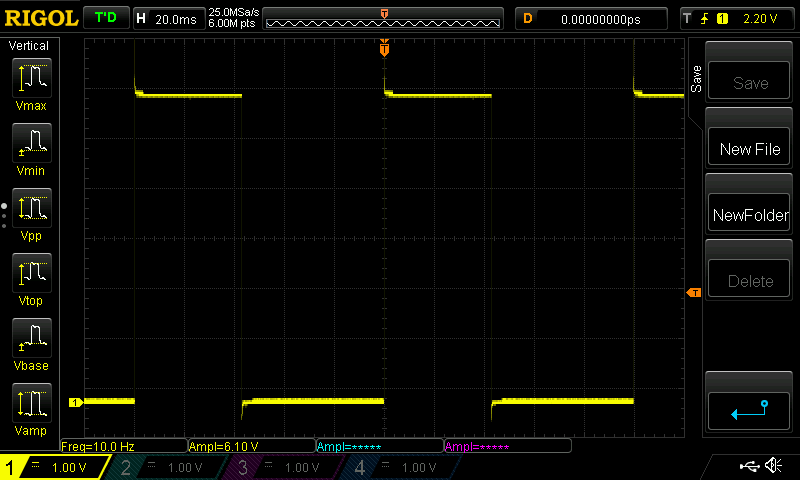 RIGOL T'D H 20.0ms 25.0MSa/s 6.00M pts T D 0.00000000ps T 1 2.20 V
Vertical
T
Vmax
Vmin
Vpp
Vtop
Vbase
Vamp
1
T
Save
Save
New File
NewFolder
Delete
Freq=10.0 Hz Ampl=6.10 V Ampl=***** Ampl=*****
1 1.00 V 2 1.00 V 3 1.00 V 4 1.00 V